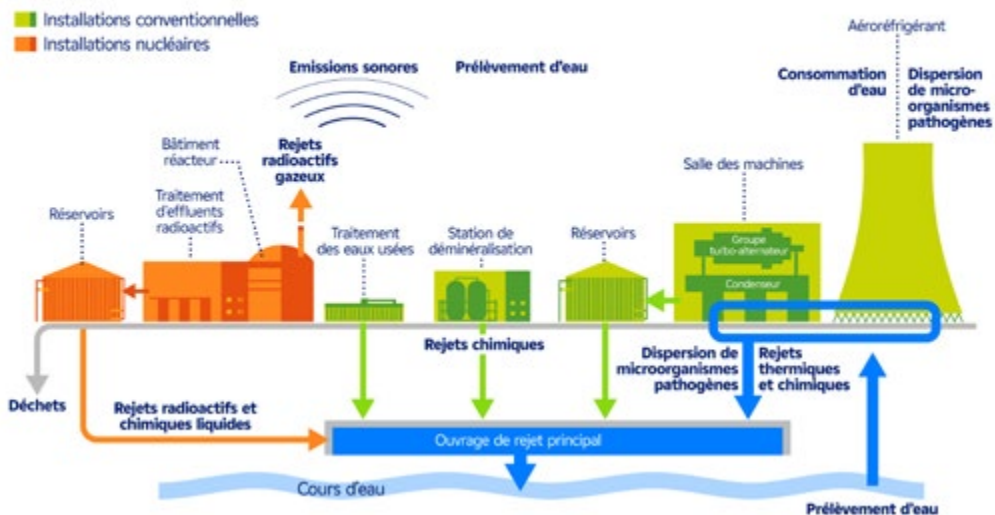 Installations conventionnelles
Installations nucléaires
Emissions sonores
Prélèvement d'eau
Aéroréfrigérant
Consommation
d'eau
Dispersion
de micro-
organismes
pathogènes
Bâtiment
réacteur
Rejets
radioactifs
gazeux
Salle des machines
Réservoirs
Traitement
d'effluents
radioactifs
Traitement
des eaux usées
Station de
déminéralisation
Réservoirs
Groupe
turbo-alternateur
Condenseur
Rejets chimiques
Dispersion de
microorganismes
pathogènes
Rejets
thermiques
et chimiques
Déchets
Rejets radioactifs et
chimiques liquides
Ouvrage de rejet principal
Cours d'eau
Prélèvement d'eau